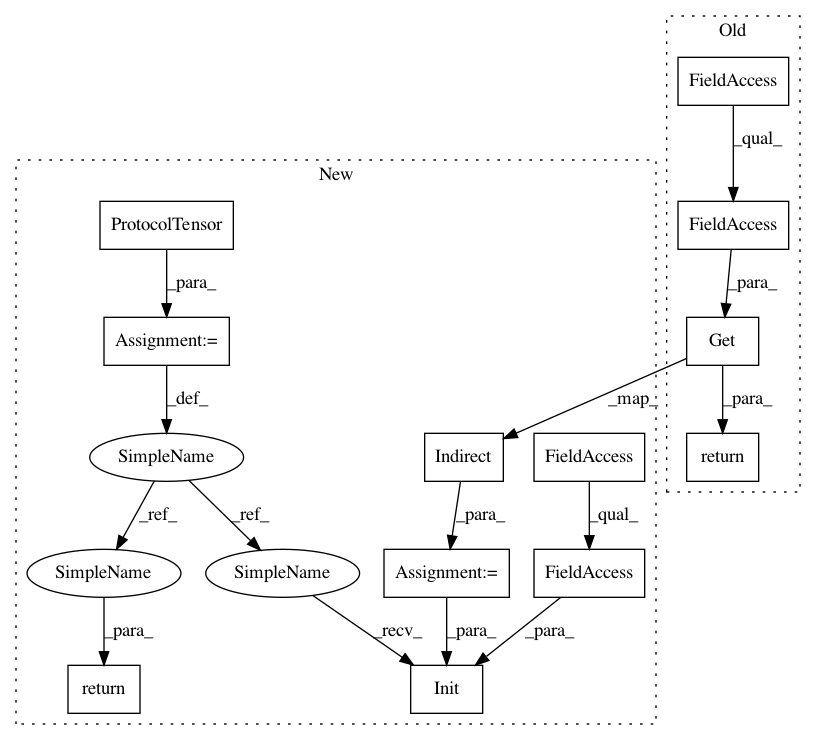 Old
FieldAccess
_qual_
New
FieldAccess
ProtocolTensor
_para_
_para_
Assignment:=
Get
_def_
_map_
_para_
SimpleName
Indirect
FieldAccess
return
_ref_
_ref_
_para_
_qual_
SimpleName
SimpleName
Assignment:=
FieldAccess
_para_
_recv_
_para_
_para_
return
Init